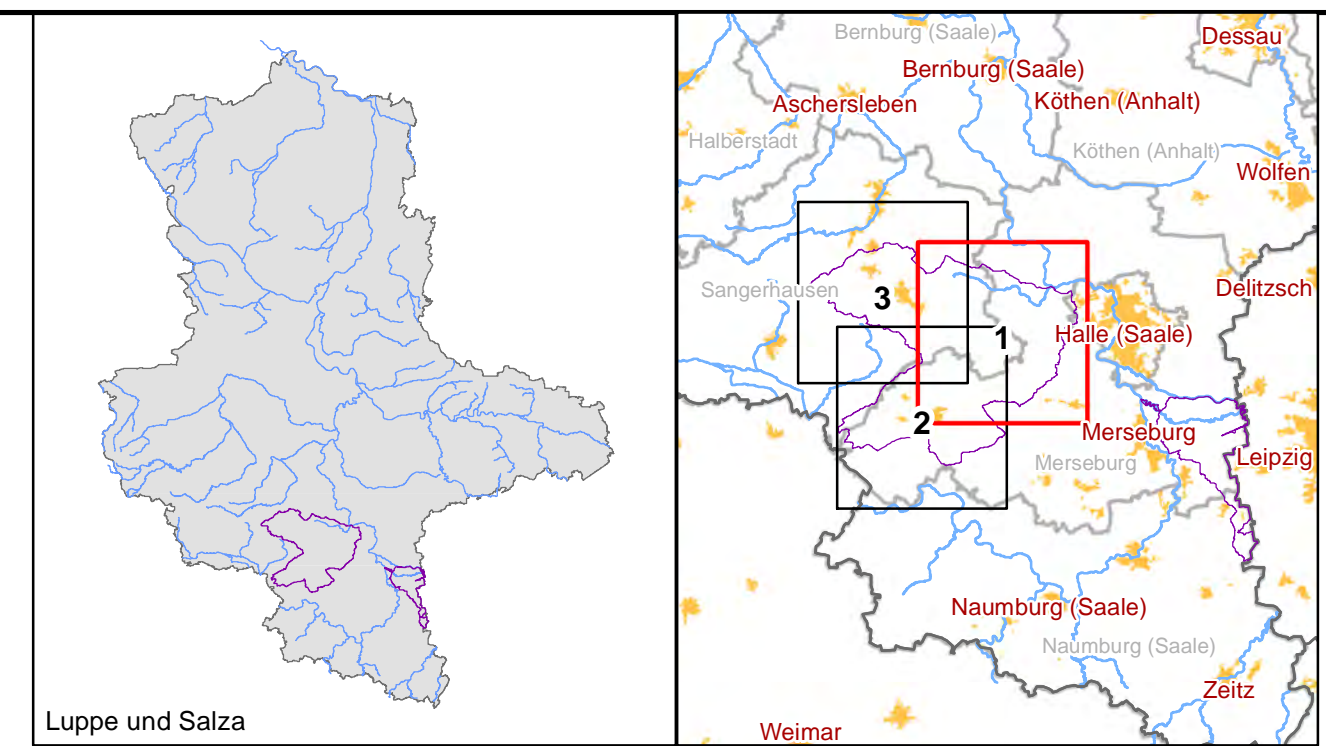 Luppe und Salza
Bernburg (Saale)
Dessau
Bernburg (Saale)
Aschersleben
Köthen (Anhalt)
Halberstadt
Köthen (Anhalt)
Wolfen
Sangerhausen
3
Delitzsch
1
Halle (Saale)
2
Merseburg
Merseburg
Leipzig
Naumburg (Saale)
Naumburg (Saale)
Zeitz
Weimar